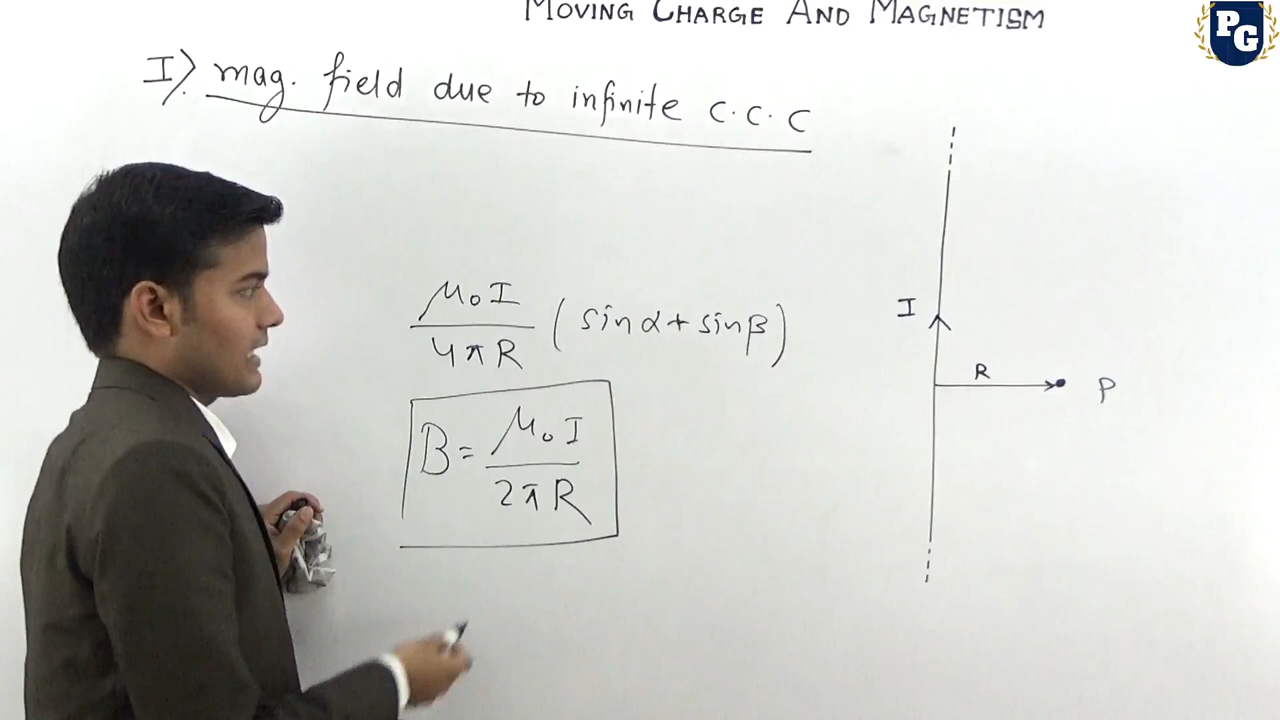 MOVING CHARGE AND MAGNETISM
PG
I) mag. field due to infinite C.C.C
μ₀I / 4πR (sinα + sinβ)
B = μ₀I / 2πR
I
R
P